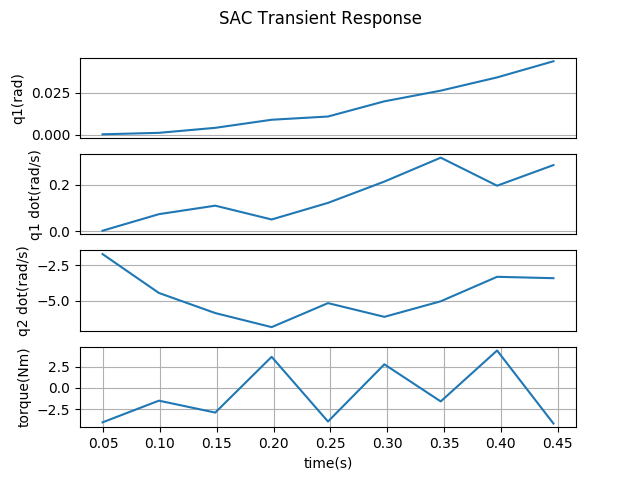 SAC Transient Response
q1(rad)
0.025
0.000
q1 dot(rad/s)
0.2
0.0
q2 dot(rad/s)
−2.5
−5.0
torque(Nm)
2.5
0.0
−2.5
0.05 0.10 0.15 0.20 0.25 0.30 0.35 0.40 0.45
time(s)